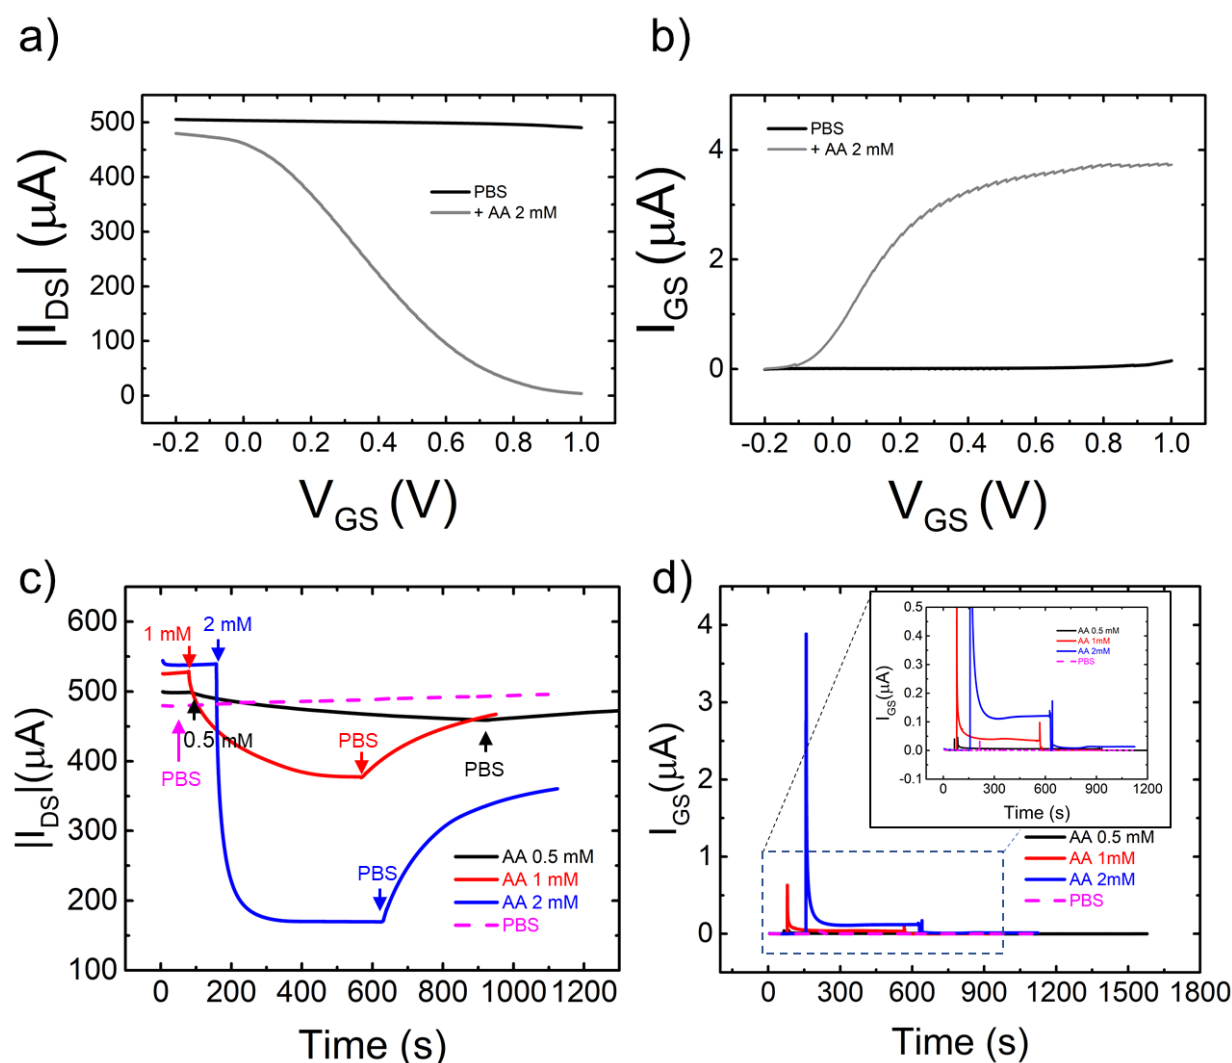 a)
|I_DS| (μA)
500
400
300
200
100
0
PBS
+ AA 2 mM
-0.2 0.0 0.2 0.4 0.6 0.8 1.0
V_GS (V)
b)
I_GS (μA)
4
2
0
PBS
+ AA 2 mM
-0.2 0.0 0.2 0.4 0.6 0.8 1.0
V_GS (V)
c)
|I_DS|(μA)
600
500
400
300
200
100
1 mM
2 mM
0.5 mM
PBS
PBS
PBS
PBS
AA 0.5 mM
AA 1 mM
AA 2 mM
PBS
0 200 400 600 800 1000 1200
Time (s)
d)
I_GS(μA)
4
3
2
1
0
0.5
0.4
0.3
0.2
0.1
0.0
-0.1
I_GS(μA)
AA 0.5 mM
AA 1mM
AA 2mM
PBS
0 300 600 900 1200
Time (s)
AA 0.5 mM
AA 1mM
AA 2mM
PBS
0 300 600 900 1200 1500 1800
Time (s)